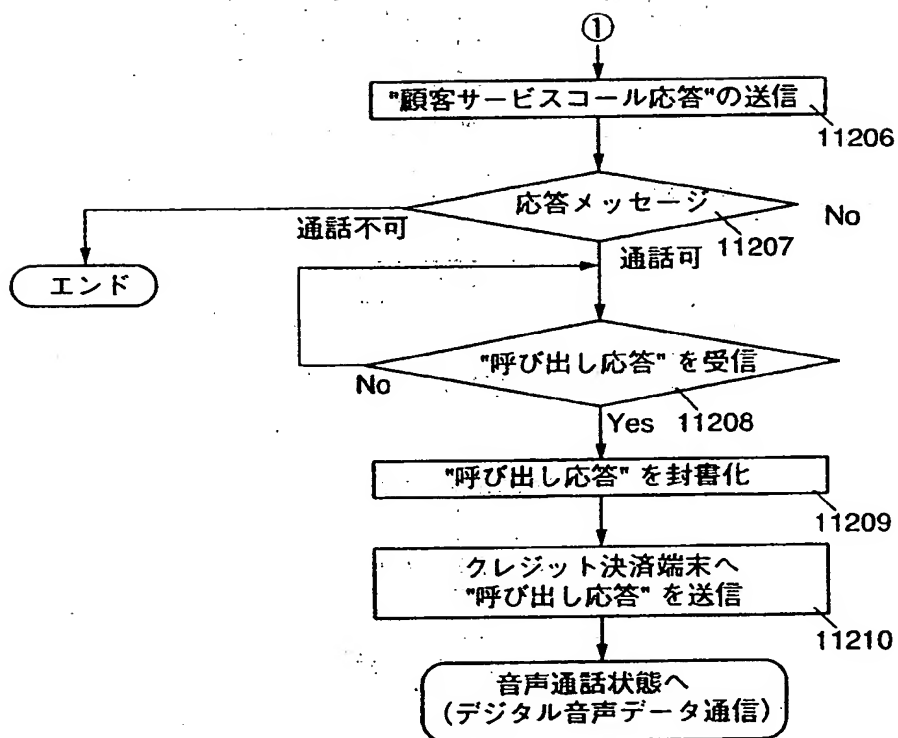 ①
"顧客サービスコール応答"の送信
11206
応答メッセージ
No
通話不可
11207
通話可
エンド
"呼び出し応答" を受信
No
Yes
11208
"呼び出し応答" を封書化
11209
クレジット決済端末へ
"呼び出し応答" を送信
11210
音声通話状態へ
(デジタル音声データ通信)